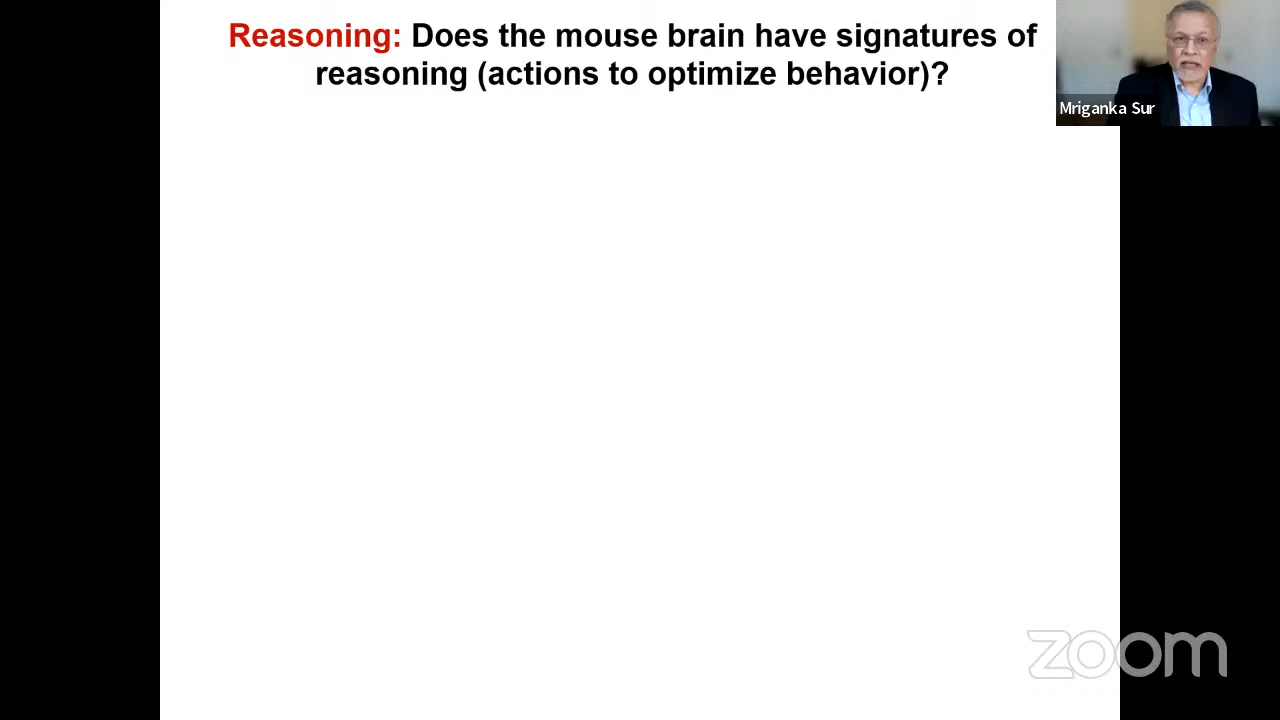 Reasoning: Does the mouse brain have signatures of
reasoning (actions to optimize behavior)?
Mriganka Sur
zoom